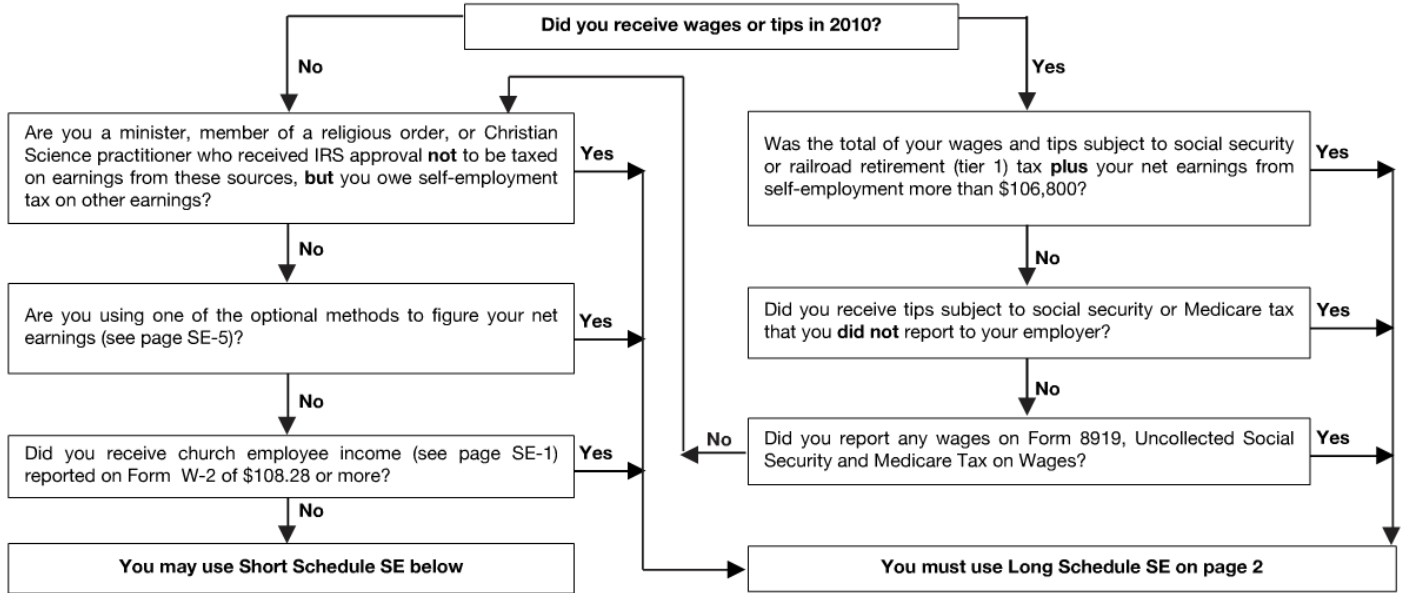 Did you receive wages or tips in 2010?
No
Yes
Are you a minister, member of a religious order, or Christian
Science practitioner who received IRS approval not to be taxed
on earnings from these sources, but you owe self-employment
tax on other earnings?
Yes
Was the total of your wages and tips subject to social security
or railroad retirement (tier 1) tax plus your net earnings from
self-employment more than $106,800?
Yes
No
No
Are you using one of the optional methods to figure your net
earnings (see page SE-5)?
Yes
Did you receive tips subject to social security or Medicare tax
that you did not report to your employer?
Yes
No
No
Did you receive church employee income (see page SE-1)
reported on Form W-2 of $108.28 or more?
Yes
No
Did you report any wages on Form 8919, Uncollected Social
Security and Medicare Tax on Wages?
Yes
No
You may use Short Schedule SE below
You must use Long Schedule SE on page 2